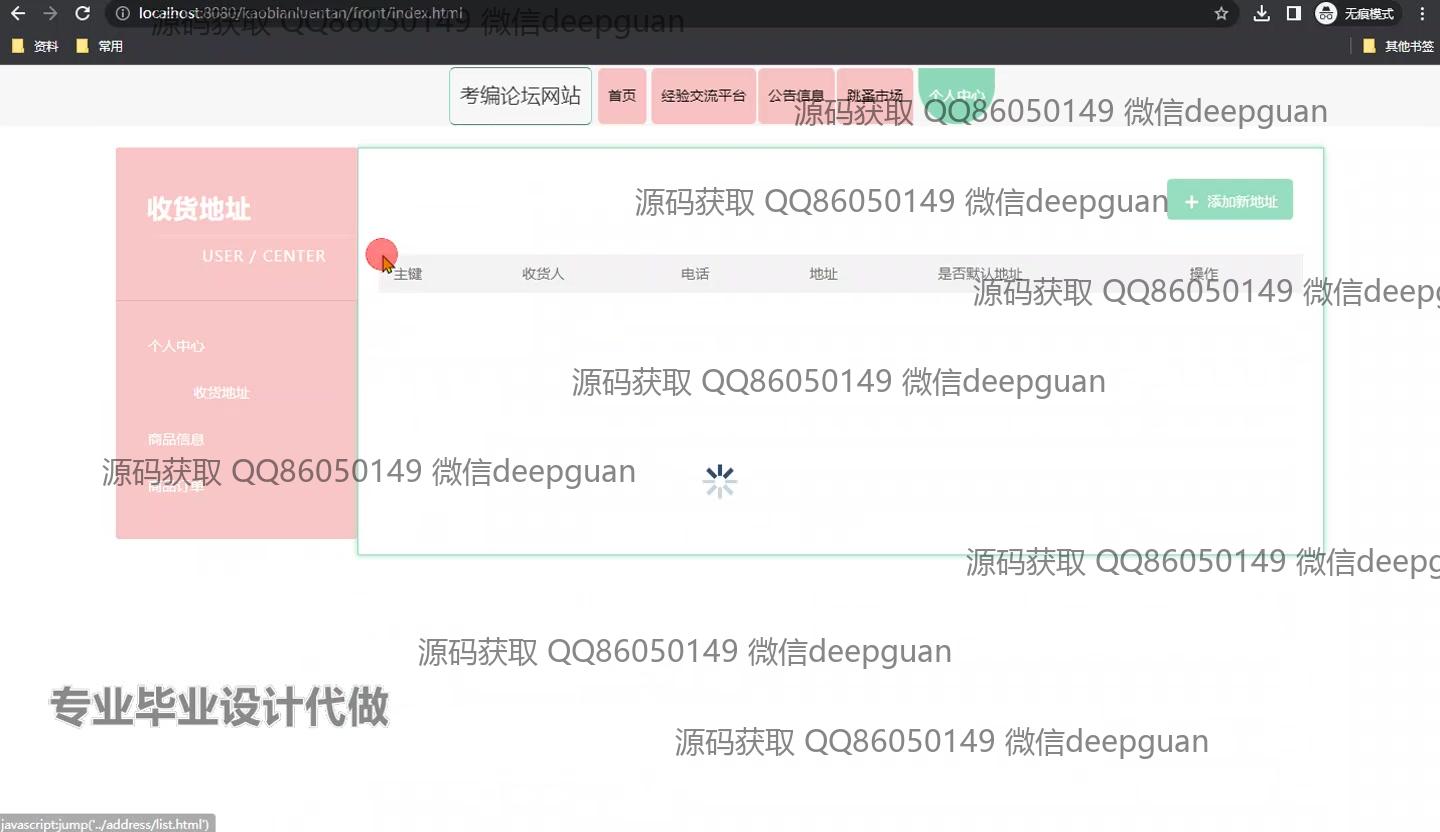 localhost:8080/kaobianluentan/front/index.html
无痕模式
资料
常用
其他书签
源码获取 QQ86050149 微信deepguan
考编论坛网站
首页
经验交流平台
公告信息
跳蚤市场
个人中心
源码获取 QQ86050149 微信deepguan
收货地址
USER / CENTER
源码获取 QQ86050149 微信deepguan
+ 添加新地址
主键
收货人
电话
地址
是否默认地址
操作
源码获取 QQ86050149 微信deepg
个人中心
收货地址
商品信息
商品订单
源码获取 QQ86050149 微信deepguan
源码获取 QQ86050149 微信deepguan
源码获取 QQ86050149 微信deepg
源码获取 QQ86050149 微信deepguan
专业毕业设计代做
源码获取 QQ86050149 微信deepguan
javascript:jump('../address/list.html')